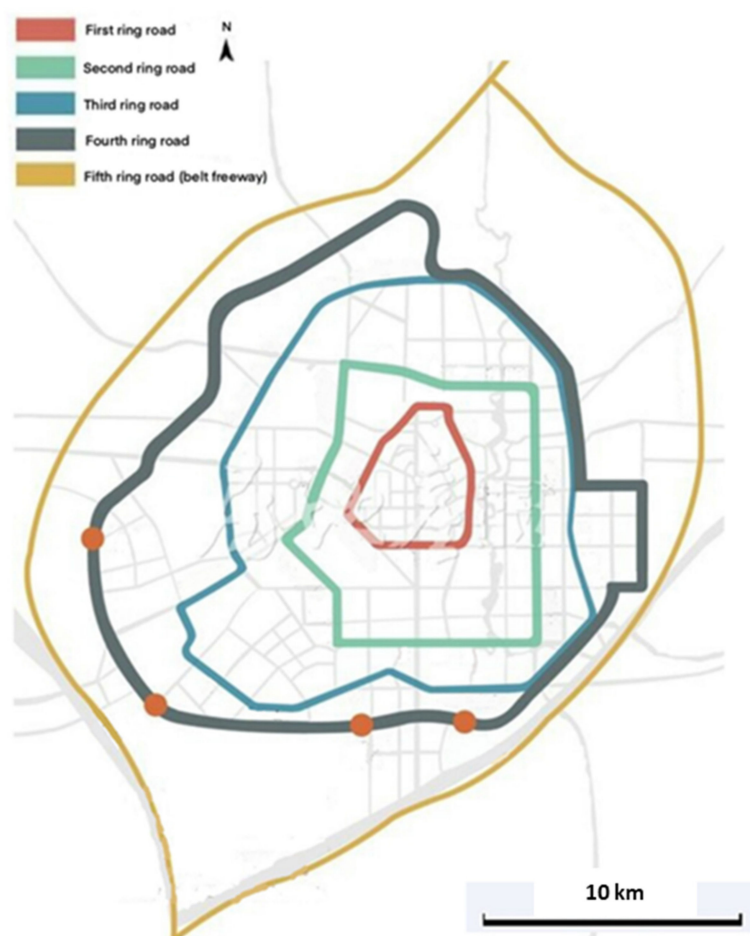 First ring road
Second ring road
Third ring road
Fourth ring road
Fifth ring road (belt freeway)
N
10 km